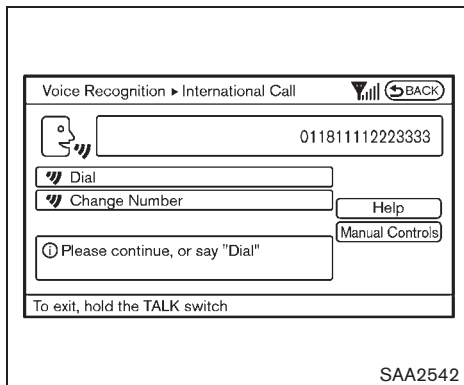 Voice Recognition ▸ International Call
BACK
011811112223333
Dial
Change Number
Help
Manual Controls
Please continue, or say "Dial"
To exit, hold the TALK switch
SAA2542